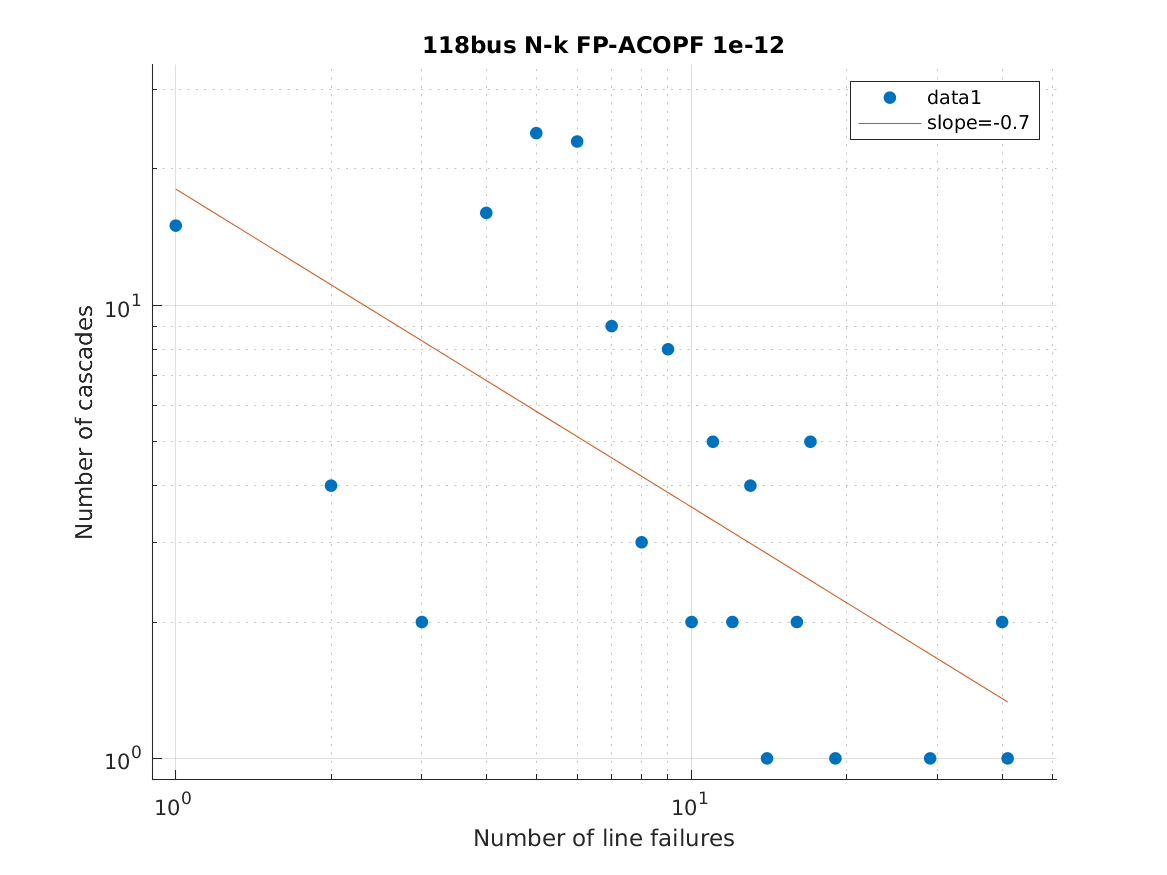 118bus N-k FP-ACOPF 1e-12
data1
slope=-0.7
Number of cascades
10^1
10^0
10^0
10^1
Number of line failures